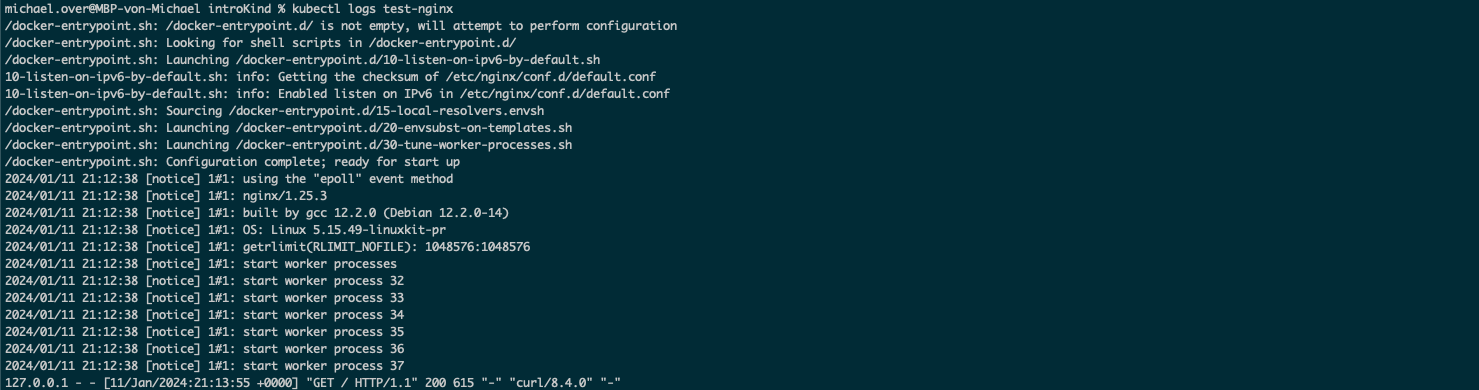 michael.over@MBP-von-Michael introKind % kubectl logs test-nginx
/docker-entrypoint.sh: /docker-entrypoint.d/ is not empty, will attempt to perform configuration
/docker-entrypoint.sh: Looking for shell scripts in /docker-entrypoint.d/
/docker-entrypoint.sh: Launching /docker-entrypoint.d/10-listen-on-ipv6-by-default.sh
10-listen-on-ipv6-by-default.sh: info: Getting the checksum of /etc/nginx/conf.d/default.conf
10-listen-on-ipv6-by-default.sh: info: Enabled listen on IPv6 in /etc/nginx/conf.d/default.conf
/docker-entrypoint.sh: Sourcing /docker-entrypoint.d/15-local-resolvers.envsh
/docker-entrypoint.sh: Launching /docker-entrypoint.d/20-envsubst-on-templates.sh
/docker-entrypoint.sh: Launching /docker-entrypoint.d/30-tune-worker-processes.sh
/docker-entrypoint.sh: Configuration complete; ready for start up
2024/01/11 21:12:38 [notice] 1#1: using the "epoll" event method
2024/01/11 21:12:38 [notice] 1#1: nginx/1.25.3
2024/01/11 21:12:38 [notice] 1#1: built by gcc 12.2.0 (Debian 12.2.0-14)
2024/01/11 21:12:38 [notice] 1#1: OS: Linux 5.15.49-linuxkit-pr
2024/01/11 21:12:38 [notice] 1#1: getrlimit(RLIMIT_NOFILE): 1048576:1048576
2024/01/11 21:12:38 [notice] 1#1: start worker processes
2024/01/11 21:12:38 [notice] 1#1: start worker process 32
2024/01/11 21:12:38 [notice] 1#1: start worker process 33
2024/01/11 21:12:38 [notice] 1#1: start worker process 34
2024/01/11 21:12:38 [notice] 1#1: start worker process 35
2024/01/11 21:12:38 [notice] 1#1: start worker process 36
2024/01/11 21:12:38 [notice] 1#1: start worker process 37
127.0.0.1 - - [11/Jan/2024:21:13:55 +0000] "GET / HTTP/1.1" 200 615 "-" "curl/8.4.0" "-"